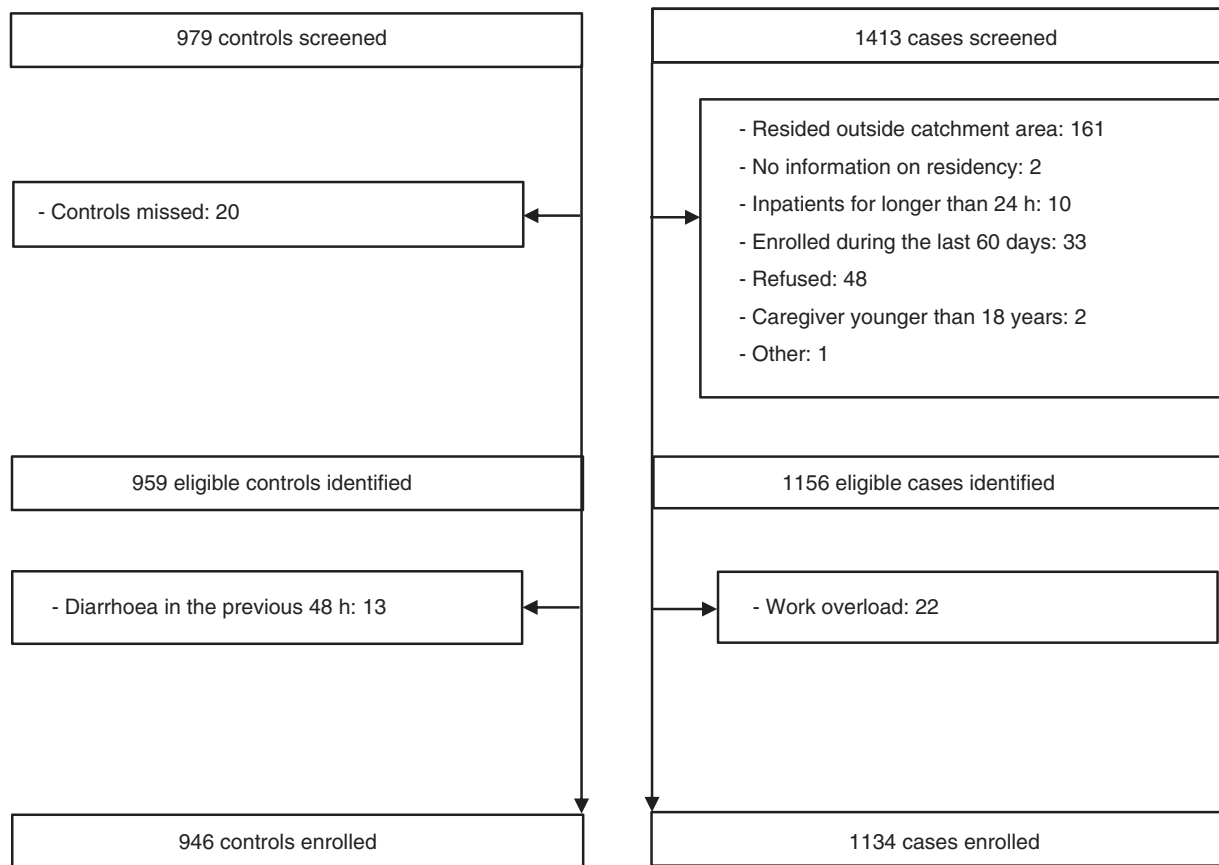 979 controls screened
1413 cases screened
- Resided outside catchment area: 161
- No information on residency: 2
- Controls missed: 20
- Inpatients for longer than 24 h: 10
- Enrolled during the last 60 days: 33
- Refused: 48
- Caregiver younger than 18 years: 2
- Other: 1
959 eligible controls identified
1156 eligible cases identified
- Diarrhoea in the previous 48 h: 13
- Work overload: 22
946 controls enrolled
1134 cases enrolled